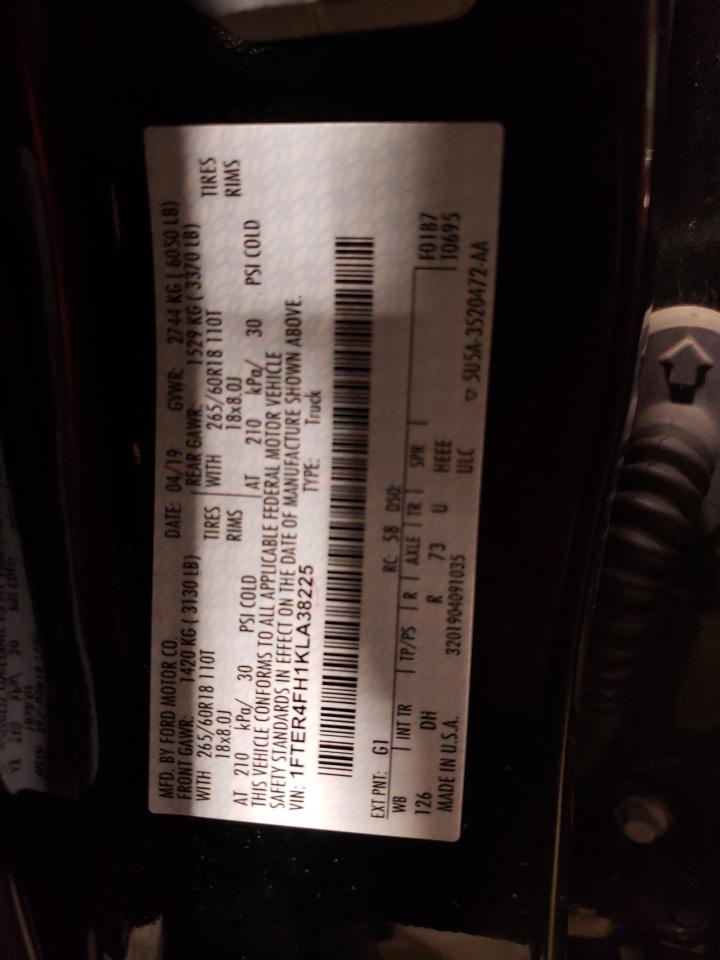 MFD. BY FORD MOTOR CO.
DATE: 04/19 GVWR: 2744 KG ( 6050 LB)
FRONT GAWR: 1420 KG ( 3130 LB) REAR GAWR: 1529 KG ( 3370 LB)
WITH 265/60R18 110T TIRES WITH 265/60R18 110T TIRES
18x8.0J RIMS 18x8.0J RIMS
AT 210 kPa/ 30 PSI COLD AT 210 kPa/ 30 PSI COLD
THIS VEHICLE CONFORMS TO ALL APPLICABLE FEDERAL MOTOR VEHICLE
SAFETY STANDARDS IN EFFECT ON THE DATE OF MANUFACTURE SHOWN ABOVE.
VIN: 1FTER4FH1KLA38225 TYPE: Truck
EXT PNT: G1 RC: 58 DSO: F0187
WB INT TR TP/PS R AXLE TR SPR T0695
126 DH R 73 U HEEE
MADE IN U.S.A. 3201904091035 ULC
5U5A-3520472-AA